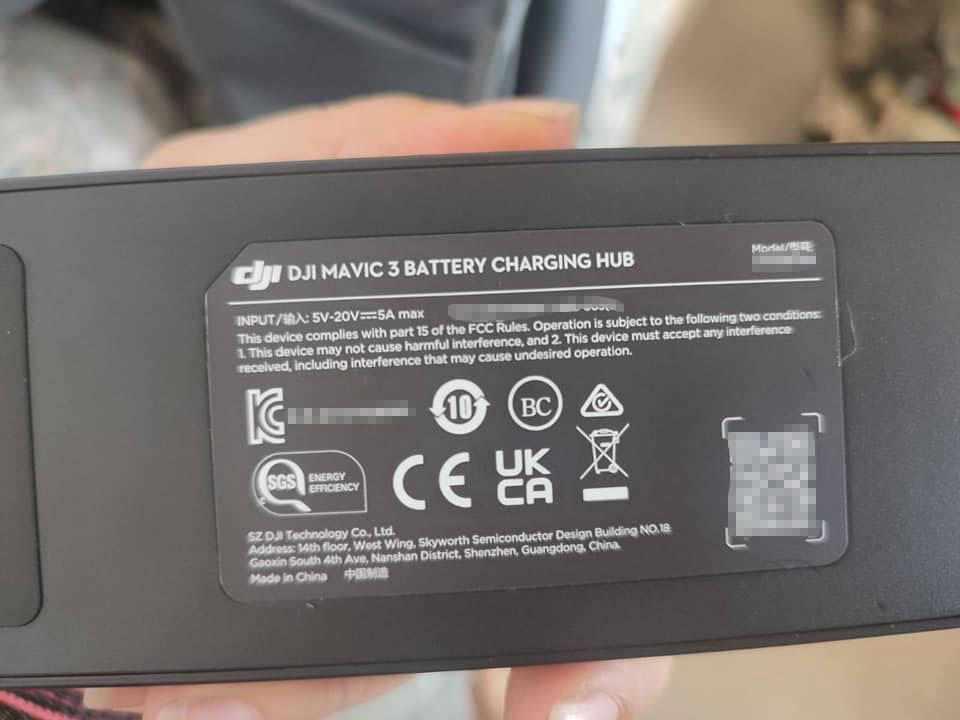 dji DJI MAVIC 3 BATTERY CHARGING HUB
Model/型号:
INPUT/输入: 5V-20V⎓5A max
This device complies with part 15 of the FCC Rules. Operation is subject to the following two conditions:
1. This device may not cause harmful interference, and 2. This device must accept any interference
received, including interference that may cause undesired operation.
10
BC
SGS ENERGY
EFFICIENCY
CE
UK
CA
SZ DJI Technology Co., Ltd.
Address: 14th floor, West Wing, Skyworth Semiconductor Design Building NO.18
Gaoxin South 4th Ave, Nanshan District, Shenzhen, Guangdong, China.
Made in China 中国制造